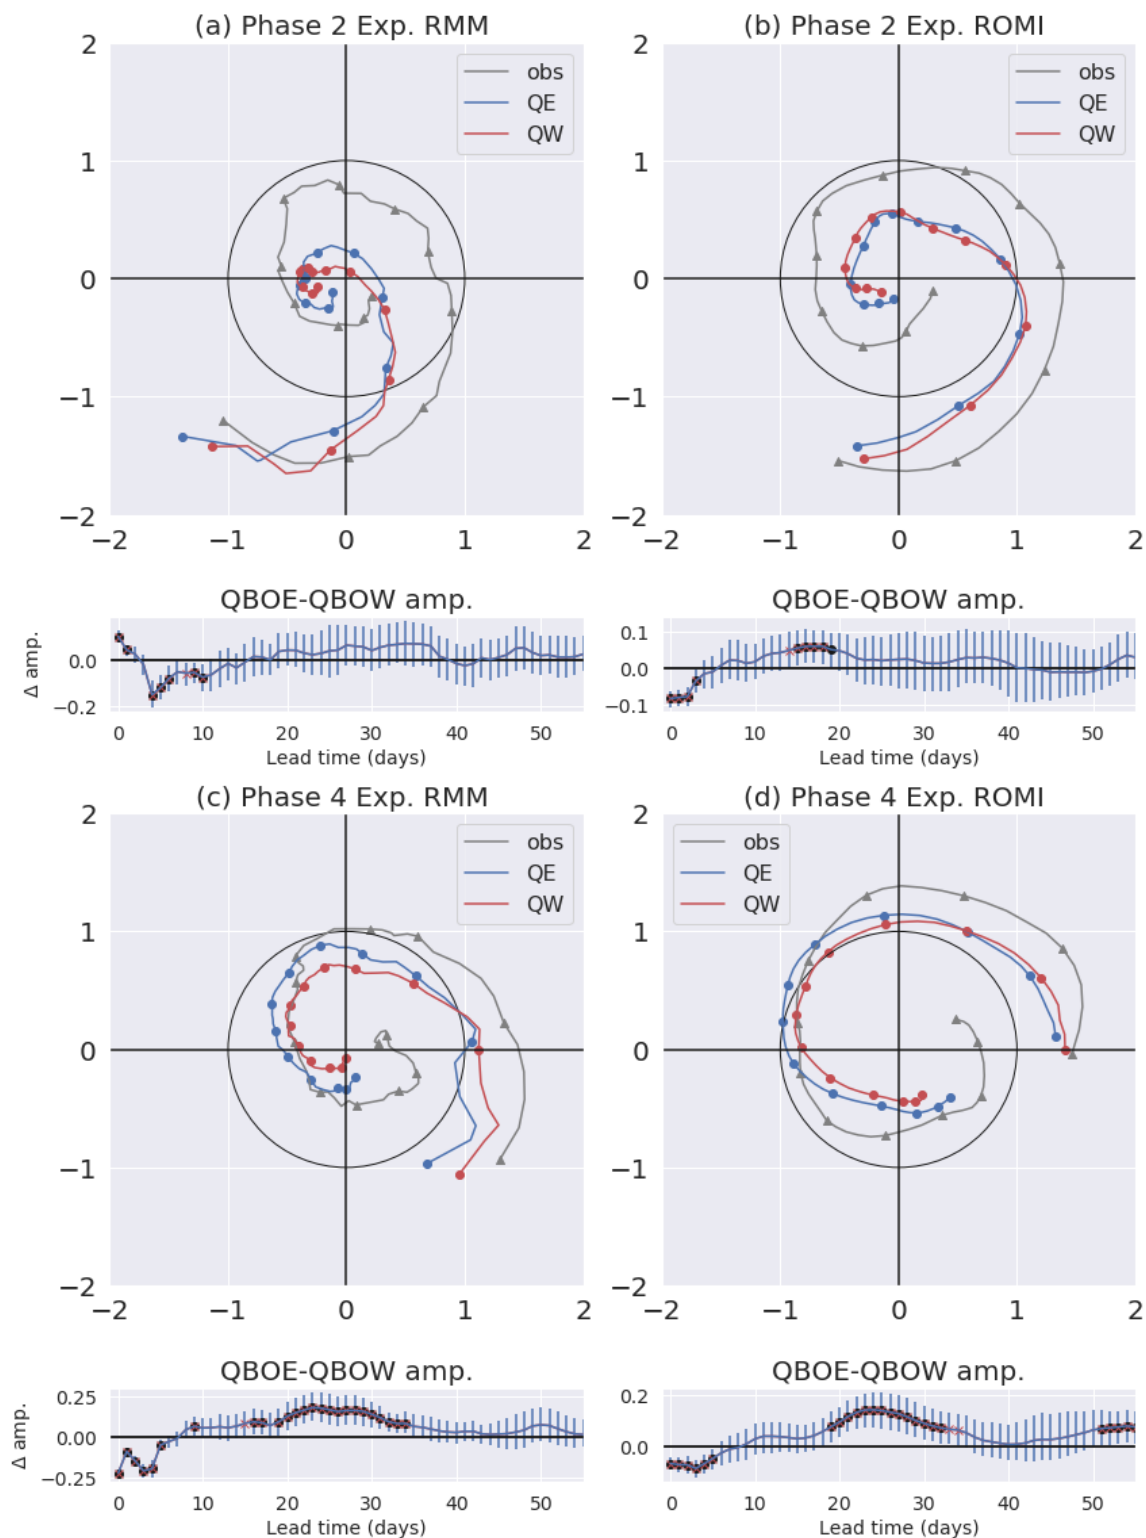 (a) Phase 2 Exp. RMM
(b) Phase 2 Exp. ROMI
2
1
0
−1
−2
−2 −1 0 1 2
obs
QE
QW
2
1
0
−1
−2
−2 −1 0 1 2
obs
QE
QW
QBOE-QBOW amp.
Δ amp.
0.0
−0.2
0 10 20 30 40 50
Lead time (days)
QBOE-QBOW amp.
0.1
0.0
−0.1
0 10 20 30 40 50
Lead time (days)
(c) Phase 4 Exp. RMM
(d) Phase 4 Exp. ROMI
2
1
0
−1
−2
−2 −1 0 1 2
obs
QE
QW
2
1
0
−1
−2
−2 −1 0 1 2
obs
QE
QW
QBOE-QBOW amp.
Δ amp.
0.25
0.00
−0.25
0 10 20 30 40 50
Lead time (days)
QBOE-QBOW amp.
0.2
0.0
0 10 20 30 40 50
Lead time (days)